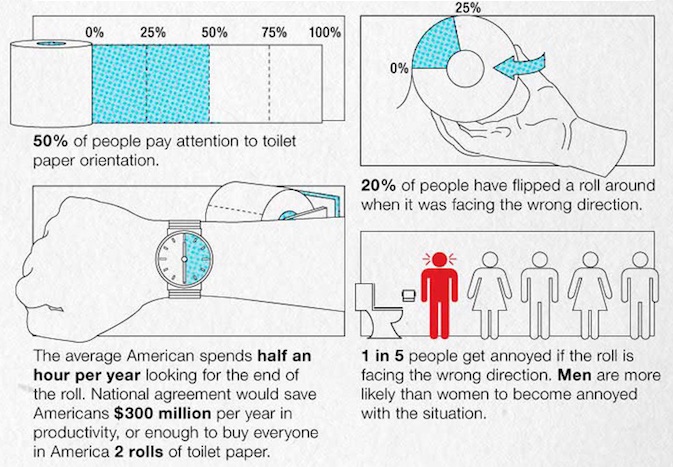 0% 25% 50% 75% 100%
50% of people pay attention to toilet
paper orientation.
25%
0%
20% of people have flipped a roll around
when it was facing the wrong direction.
The average American spends half an
hour per year looking for the end of
the roll. National agreement would save
Americans $300 million per year in
productivity, or enough to buy everyone
in America 2 rolls of toilet paper.
1 in 5 people get annoyed if the roll is
facing the wrong direction. Men are more
likely than women to become annoyed
with the situation.